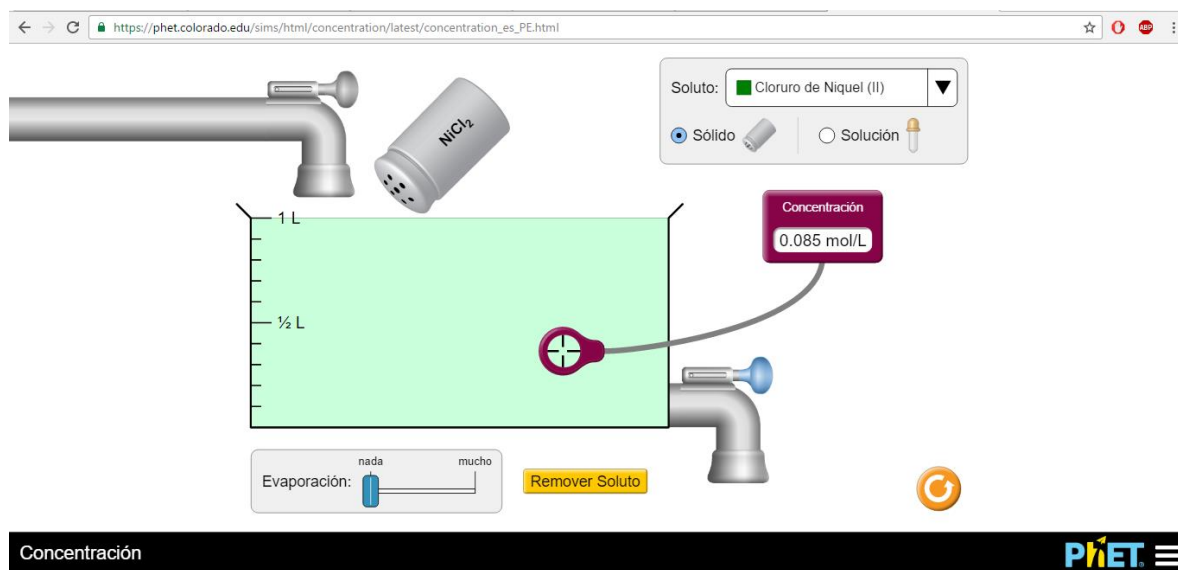 https://phet.colorado.edu/sims/html/concentration/latest/concentration_es_PE.html
ABP
Soluto: Cloruro de Niquel (II)
Sólido Solución
NiCl₂
Concentración
0.085 mol/L
1 L
½ L
nada mucho
Evaporación:
Remover Soluto
Concentración
PhET